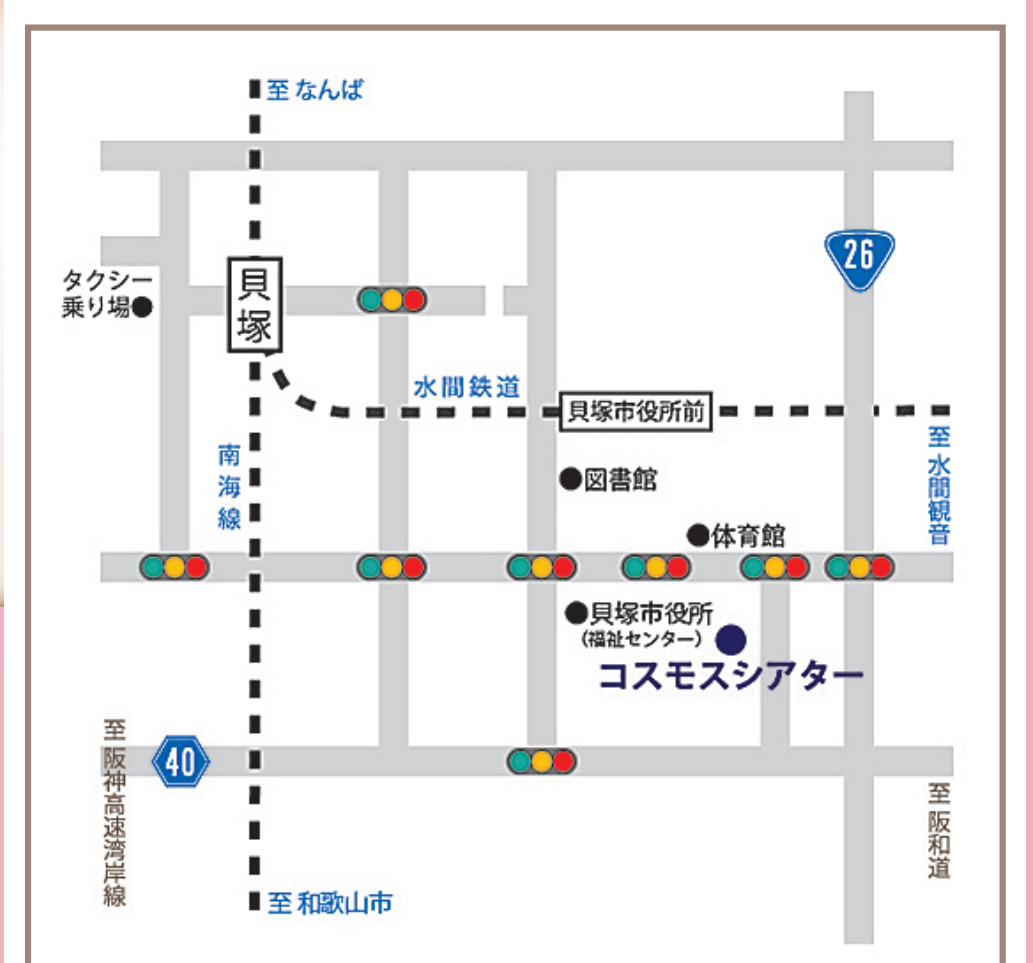 至 なんば
26
タクシー
乗り場
貝塚
水間鉄道
貝塚市役所前
至 水間観音
南海線
図書館
体育館
貝塚市役所
（福祉センター）
コスモスシアター
至 阪神高速湾岸線
40
至 阪和道
至 和歌山市